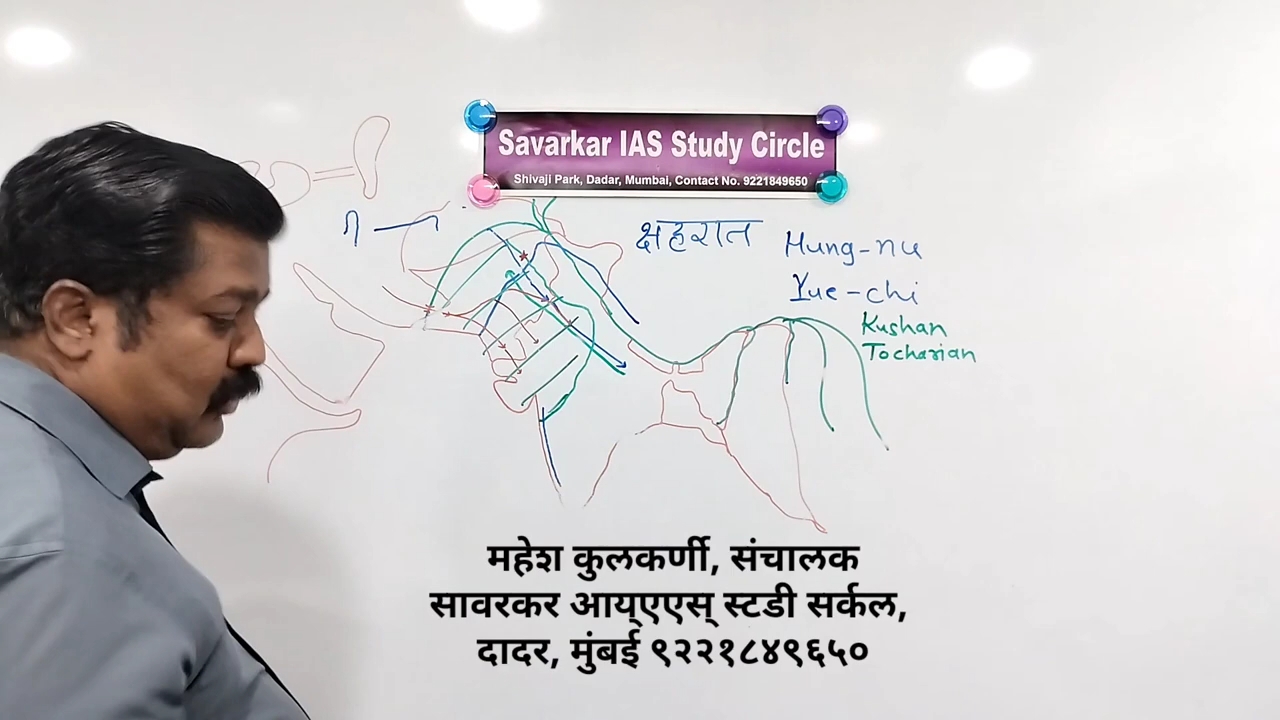 Savarkar IAS Study Circle
Shivaji Park, Dadar, Mumbai, Contact No. 9221849650
क्षहरात
Hung-nu
Yue-chi
Kushan
Tocharian
महेश कुलकर्णी, संचालक
सावरकर आय्एएस् स्टडी सर्कल,
दादर, मुंबई ९२२१८४९६५०